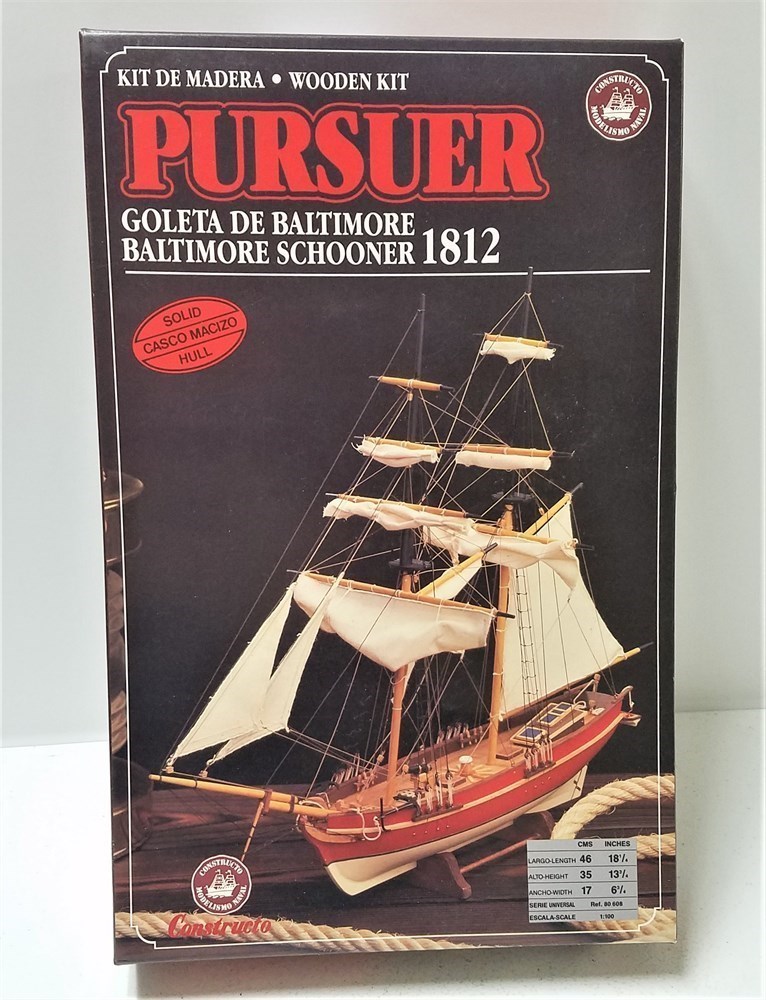 KIT DE MADERA • WOODEN KIT
CONSTRUCTO
MODELISMO NAVAL
PURSUER
GOLETA DE BALTIMORE
BALTIMORE SCHOONER 1812
SOLID
CASCO MACIZO
HULL
CMS INCHES
LARGO-LENGTH 46 18¹/₄
ALTO-HEIGHT 35 13³/₄
ANCHO-WIDTH 17 6³/₄
SERIE UNIVERSAL Ref. 80 608
ESCALA-SCALE 1:100
CONSTRUCTO
MODELISMO NAVAL
Constructo